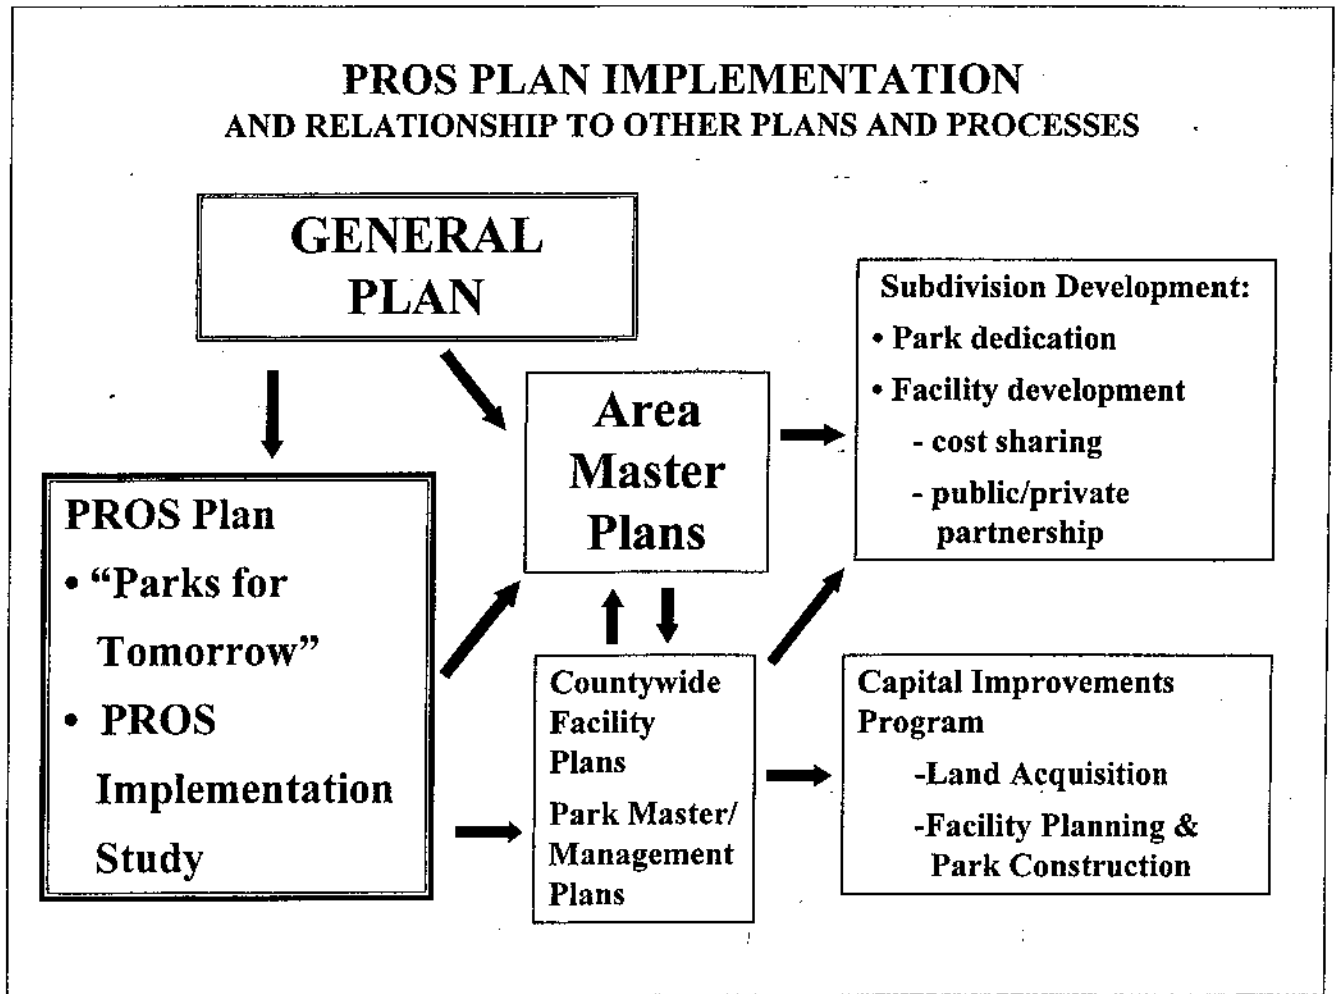 PROS PLAN IMPLEMENTATION
AND RELATIONSHIP TO OTHER PLANS AND PROCESSES
GENERAL
PLAN
Subdivision Development:
• Park dedication
• Facility development
- cost sharing
- public/private
partnership
Area
Master
Plans
PROS Plan
• “Parks for
Tomorrow”
• PROS
Implementation
Study
Countywide
Facility
Plans
Park Master/
Management
Plans
Capital Improvements
Program
-Land Acquisition
-Facility Planning &
Park Construction